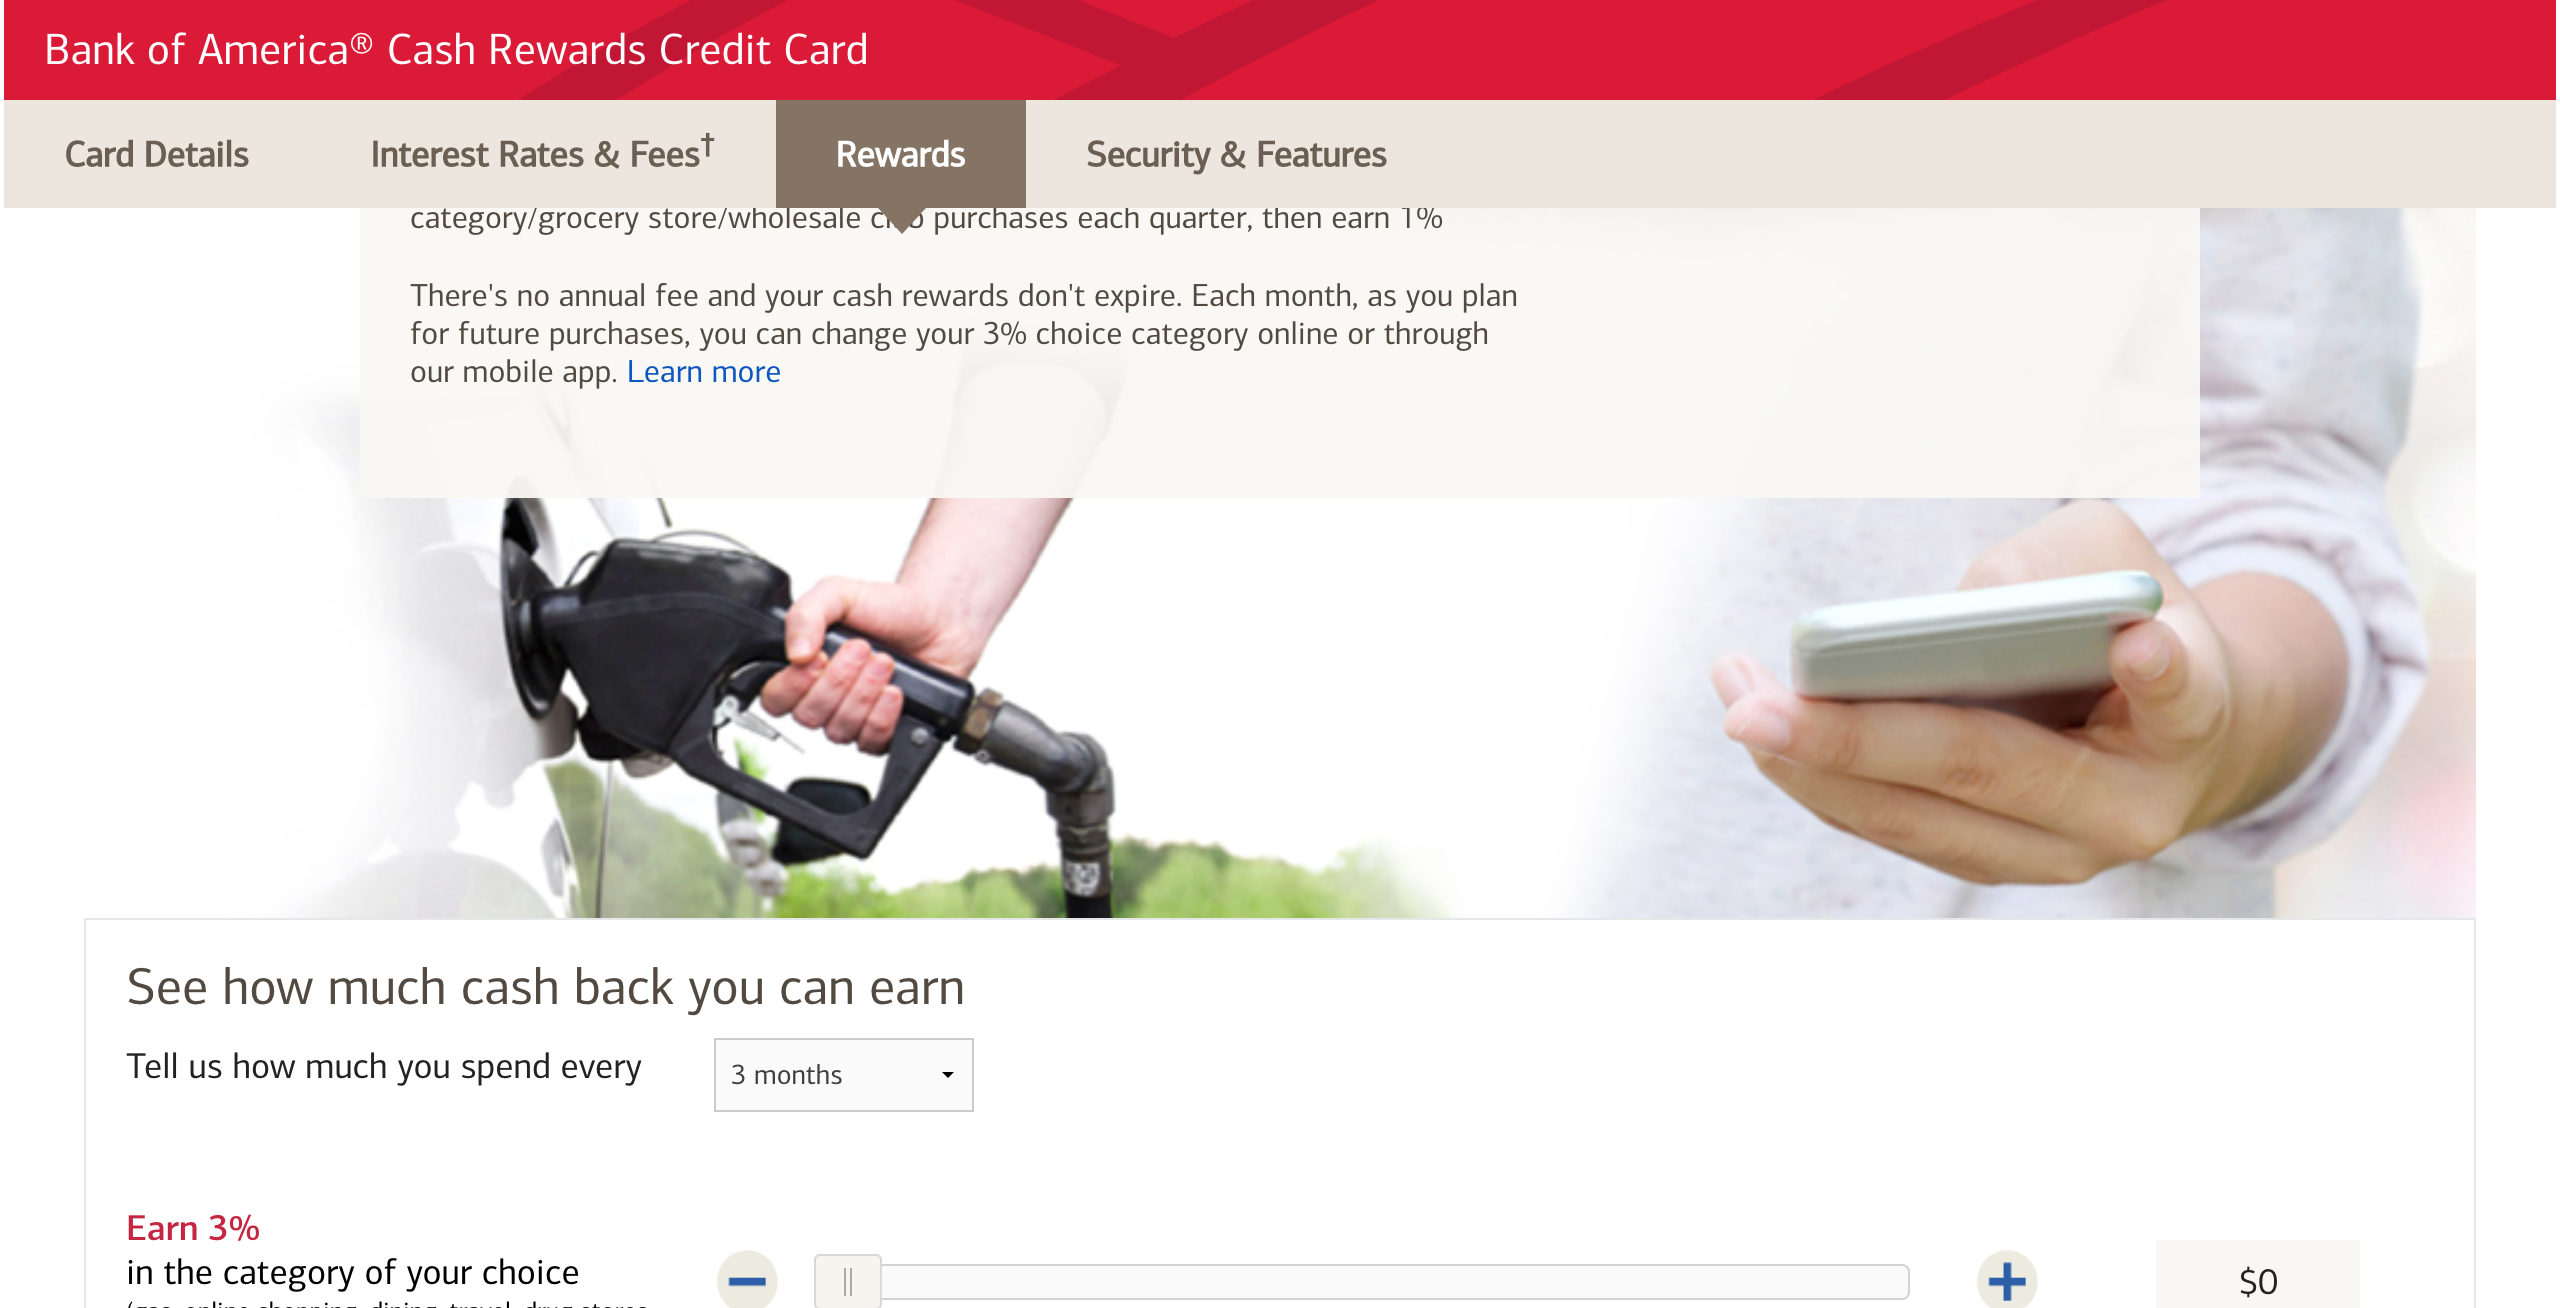 Bank of America® Cash Rewards Credit Card
Card Details
Interest Rates & Fees†
Rewards
Security & Features
category/grocery store/wholesale purchases each quarter, then earn 1%
There's no annual fee and your cash rewards don't expire. Each month, as you plan
for future purchases, you can change your 3% choice category online or through
our mobile app. Learn more
See how much cash back you can earn
Tell us how much you spend every
3 months
Earn 3%
in the category of your choice
$0